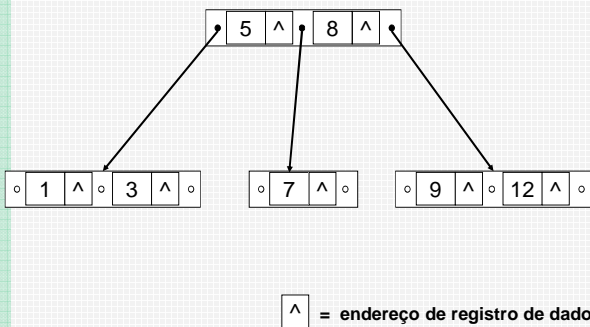 5 ^ 8 ^
1 ^ 3 ^ 7 ^ 9 ^ 12 ^
^ = endereço de registro de dado